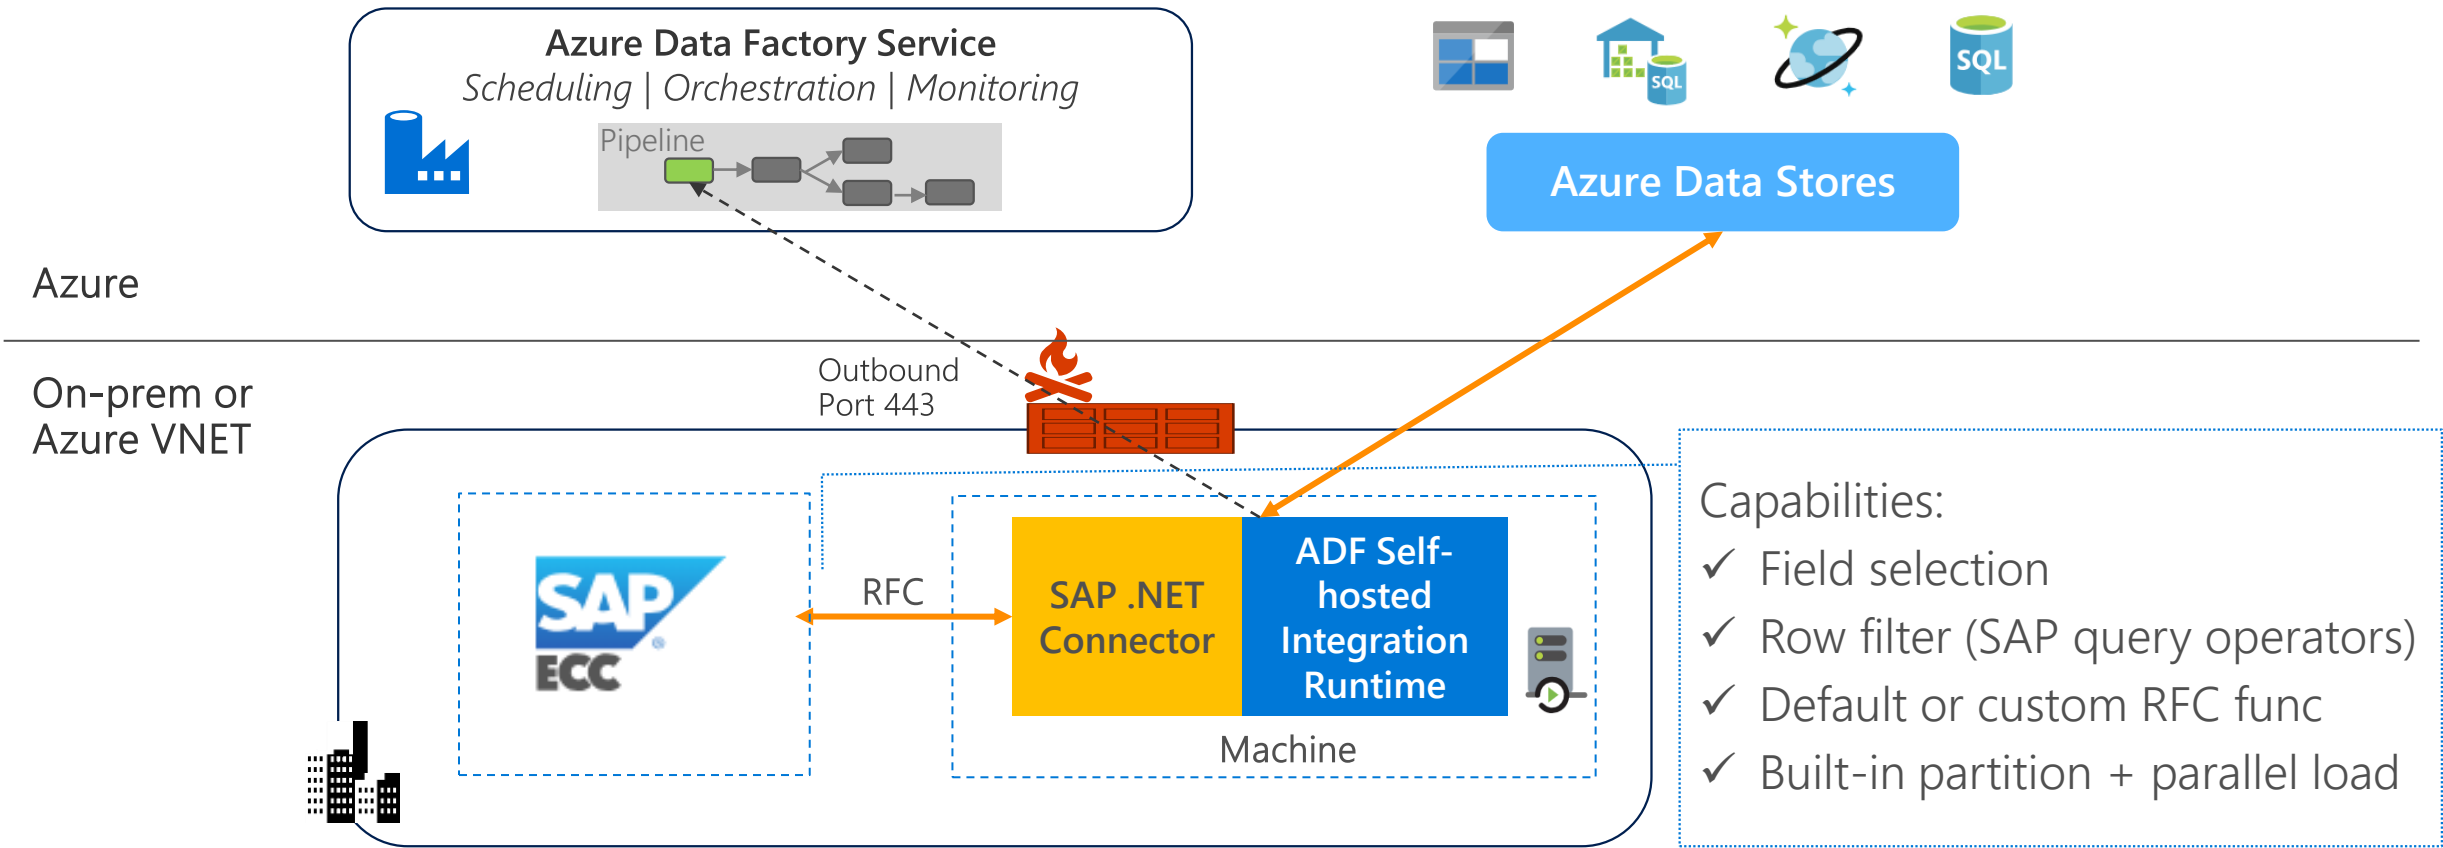 Azure Data Factory Service
Scheduling | Orchestration | Monitoring
Pipeline
SQL
SQL
Azure Data Stores
Azure
On-prem or
Azure VNET
Outbound
Port 443
SAP
®
ECC
RFC
SAP .NET
Connector
ADF Self-
hosted
Integration
Runtime
Machine
Capabilities:
✓ Field selection
✓ Row filter (SAP query operators)
✓ Default or custom RFC func
✓ Built-in partition + parallel load